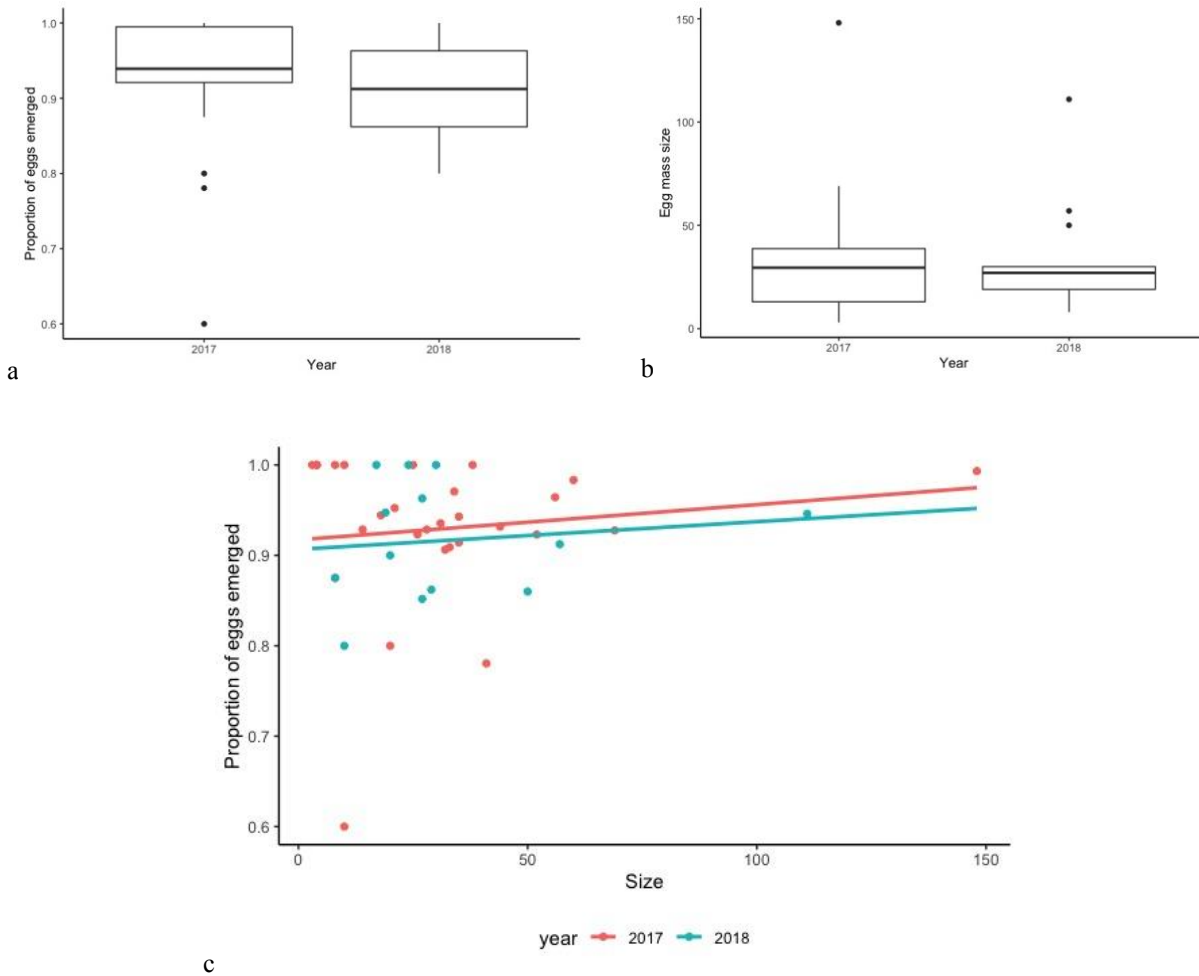 Proportion of eggs emerged
1.0
0.9
0.8
0.7
0.6
2017
2018
Year
a
Egg mass size
150
100
50
0
2017
2018
Year
b
Proportion of eggs emerged
1.0
0.9
0.8
0.7
0.6
0
50
100
150
Size
year 2017 2018
c